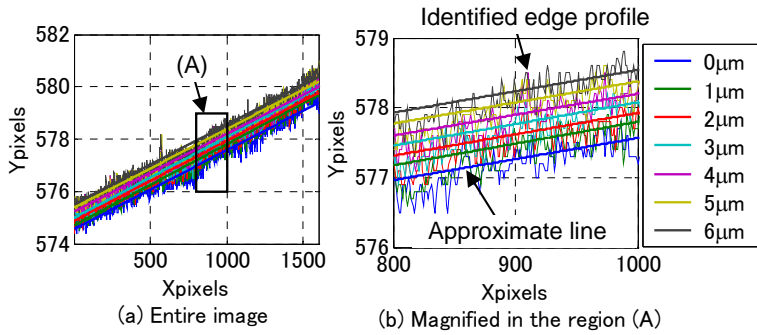 582
580
578
576
574
Ypixels
(A)
500
1000
1500
Xpixels
(a) Entire image
Identified edge profile
579
578
577
576
Ypixels
Approximate line
800
900
1000
Xpixels
(b) Magnified in the region (A)
0μm
1μm
2μm
3μm
4μm
5μm
6μm